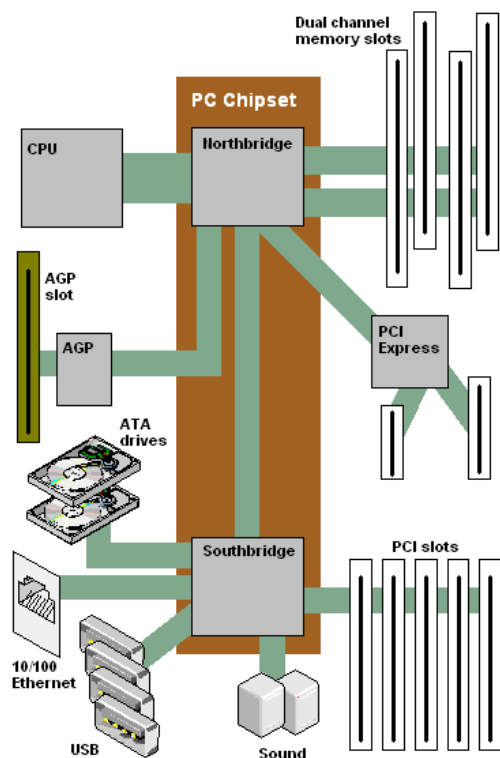 Dual channel
memory slots
PC Chipset
CPU
Northbridge
AGP
slot
AGP
PCI
Express
ATA
drives
Southbridge
PCI slots
10/100
Ethernet
USB
Sound